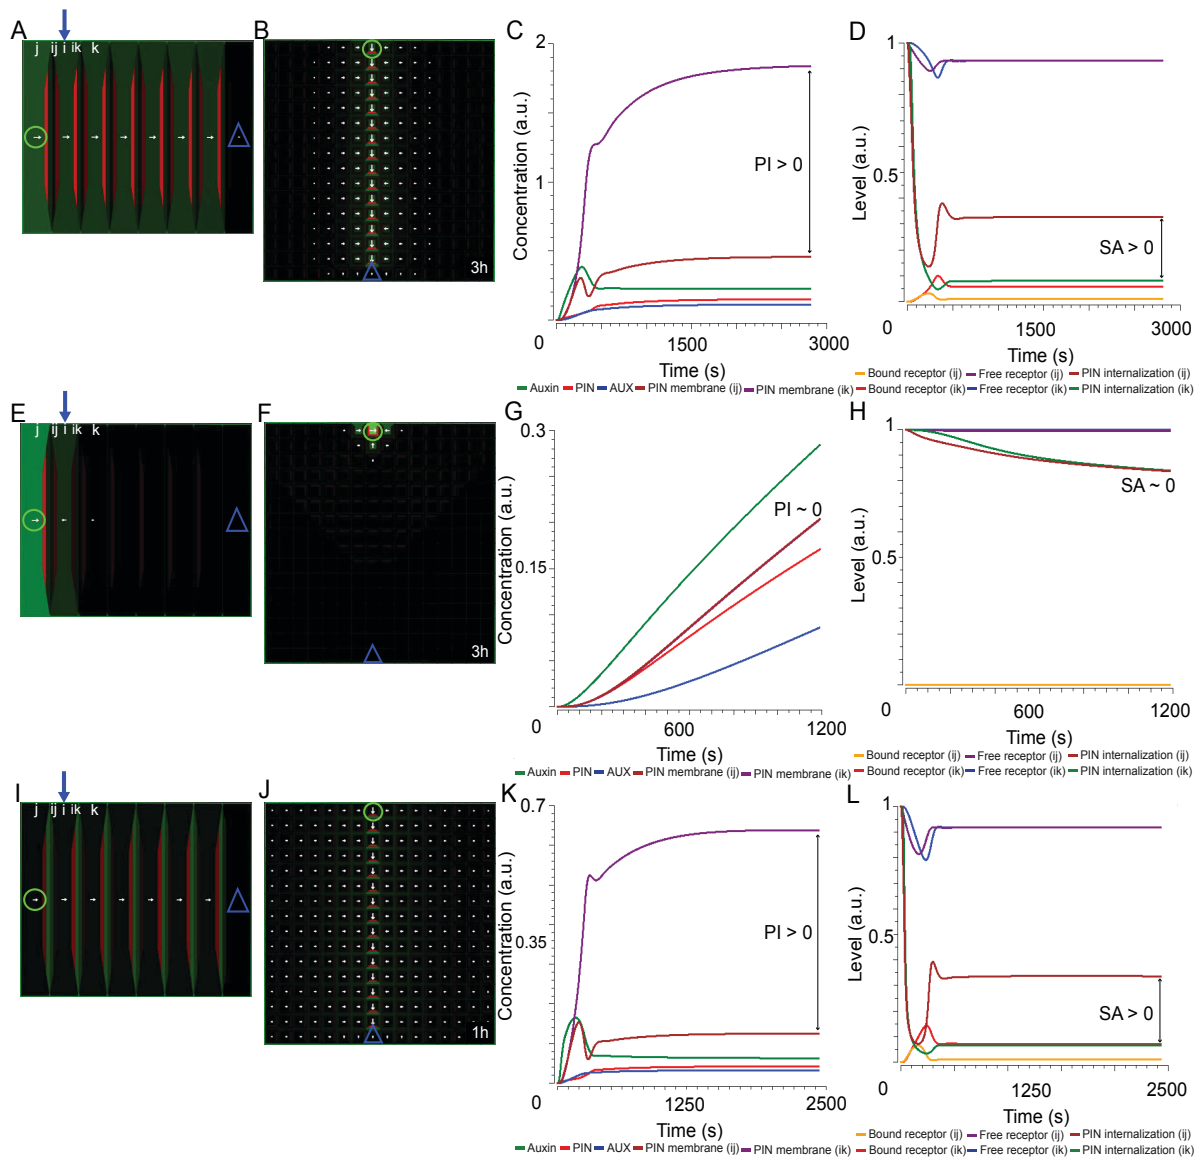 A
j ij i ik k
B
3h
C
Concentration (a.u.)
2
1
0
PI > 0
0 1500 3000
Time (s)
Auxin PIN AUX PIN membrane (ij) PIN membrane (ik)
D
Level (a.u.)
1
0.5
SA > 0
0 1500 3000
Time (s)
Bound receptor (ij) Free receptor (ij) PIN internalization (ij)
Bound receptor (ik) Free receptor (ik) PIN internalization (ik)
E
j ij i ik k
F
3h
G
Concentration (a.u.)
0.3
0.15
PI ~ 0
0 600 1200
Time (s)
Auxin PIN AUX PIN membrane (ij) PIN membrane (ik)
H
Level (a.u.)
1
0.5
SA ~ 0
0 600 1200
Time (s)
Bound receptor (ij) Free receptor (ij) PIN internalization (ij)
Bound receptor (ik) Free receptor (ik) PIN internalization (ik)
I
j ij i ik k
J
1h
K
Concentration (a.u.)
0.7
0.35
PI > 0
0 1250 2500
Time (s)
Auxin PIN AUX PIN membrane (ij) PIN membrane (ik)
L
Level (a.u.)
1
0.5
SA > 0
0 1250 2500
Time (s)
Bound receptor (ij) Free receptor (ij) PIN internalization (ij)
Bound receptor (ik) Free receptor (ik) PIN internalization (ik)